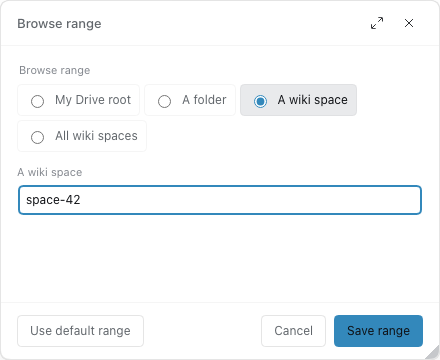 Browse range
Browse range
My Drive root
A folder
A wiki space
All wiki spaces
A wiki space
space-42
Use default range
Cancel
Save range